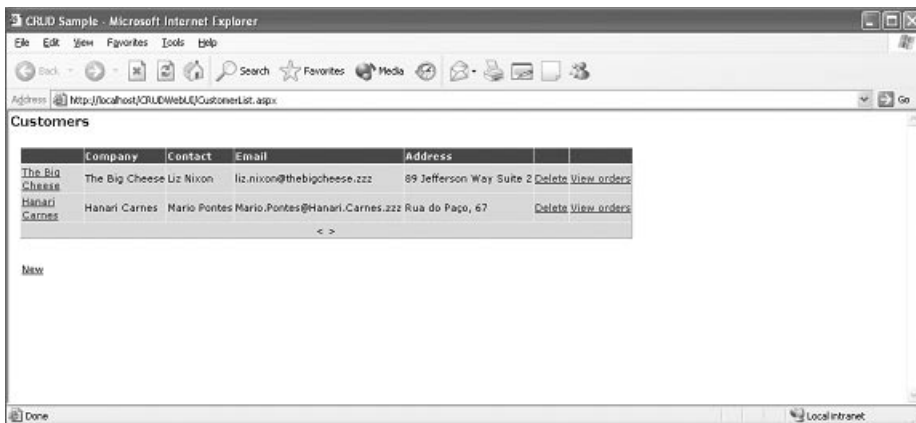 CRUD Sample - Microsoft Internet Explorer
File Edit View Favorites Tools Help
Back Search Favorites Media
Address http://localhost/CRUDWebUI/CustomerList.aspx Go
Customers
Company Contact Email Address
The Big Cheese The Big Cheese Liz Nixon liz.nixon@thebigcheese.zzz 89 Jefferson Way Suite 2 Delete View orders
Hanari Carnes Hanari Carnes Mario Pontes Mario.Pontes@Hanari.Carnes.zzz Rua do Paço, 67 Delete View orders
< >
New
Done Local intranet